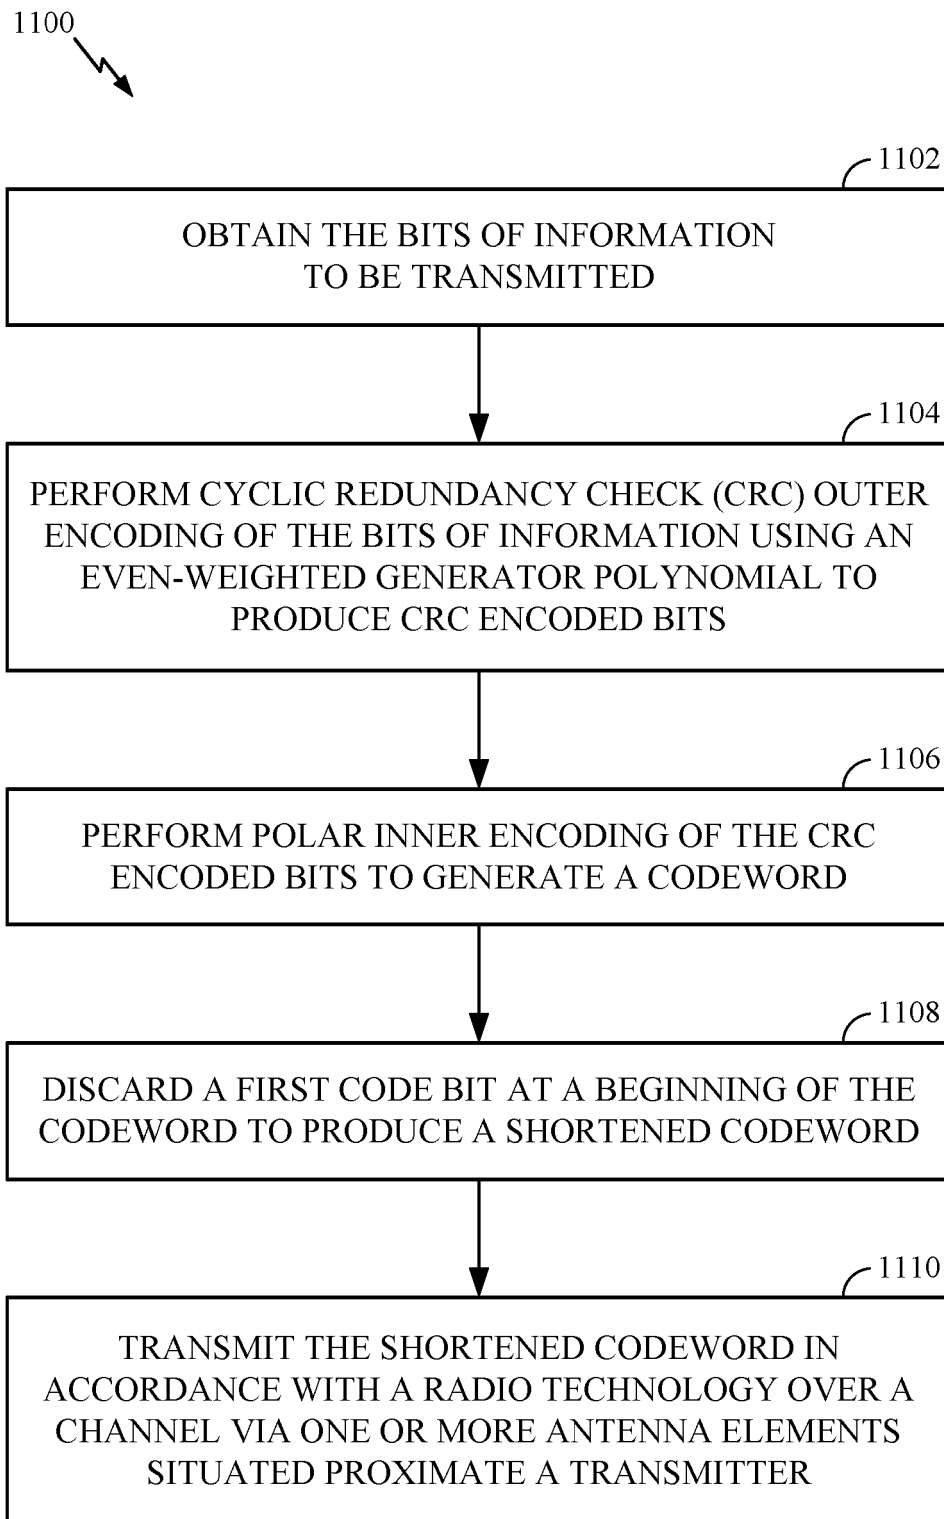 1100
1102
OBTAIN THE BITS OF INFORMATION
TO BE TRANSMITTED
1104
PERFORM CYCLIC REDUNDANCY CHECK (CRC) OUTER
ENCODING OF THE BITS OF INFORMATION USING AN
EVEN-WEIGHTED GENERATOR POLYNOMIAL TO
PRODUCE CRC ENCODED BITS
1106
PERFORM POLAR INNER ENCODING OF THE CRC
ENCODED BITS TO GENERATE A CODEWORD
1108
DISCARD A FIRST CODE BIT AT A BEGINNING OF THE
CODEWORD TO PRODUCE A SHORTENED CODEWORD
1110
TRANSMIT THE SHORTENED CODEWORD IN
ACCORDANCE WITH A RADIO TECHNOLOGY OVER A
CHANNEL VIA ONE OR MORE ANTENNA ELEMENTS
SITUATED PROXIMATE A TRANSMITTER